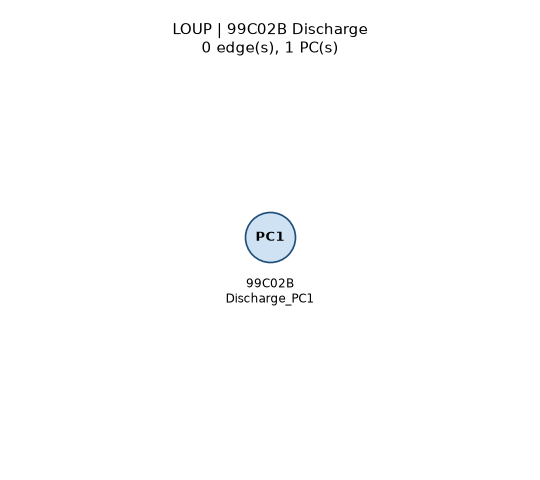 LOUP | 99C02B Discharge
0 edge(s), 1 PC(s)
PC1
99C02B
Discharge_PC1